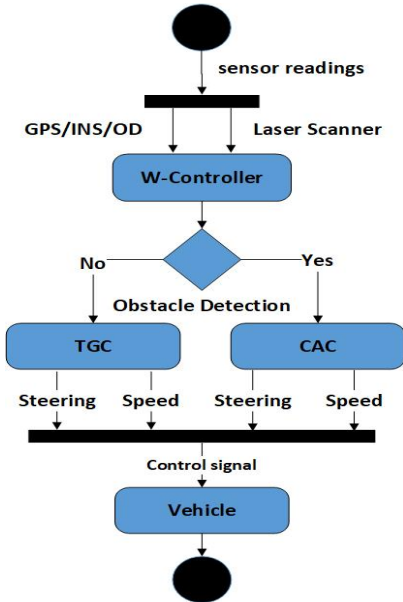 sensor readings
GPS/INS/OD
Laser Scanner
W-Controller
No
Yes
Obstacle Detection
TGC
CAC
Steering
Speed
Steering
Speed
Control signal
Vehicle